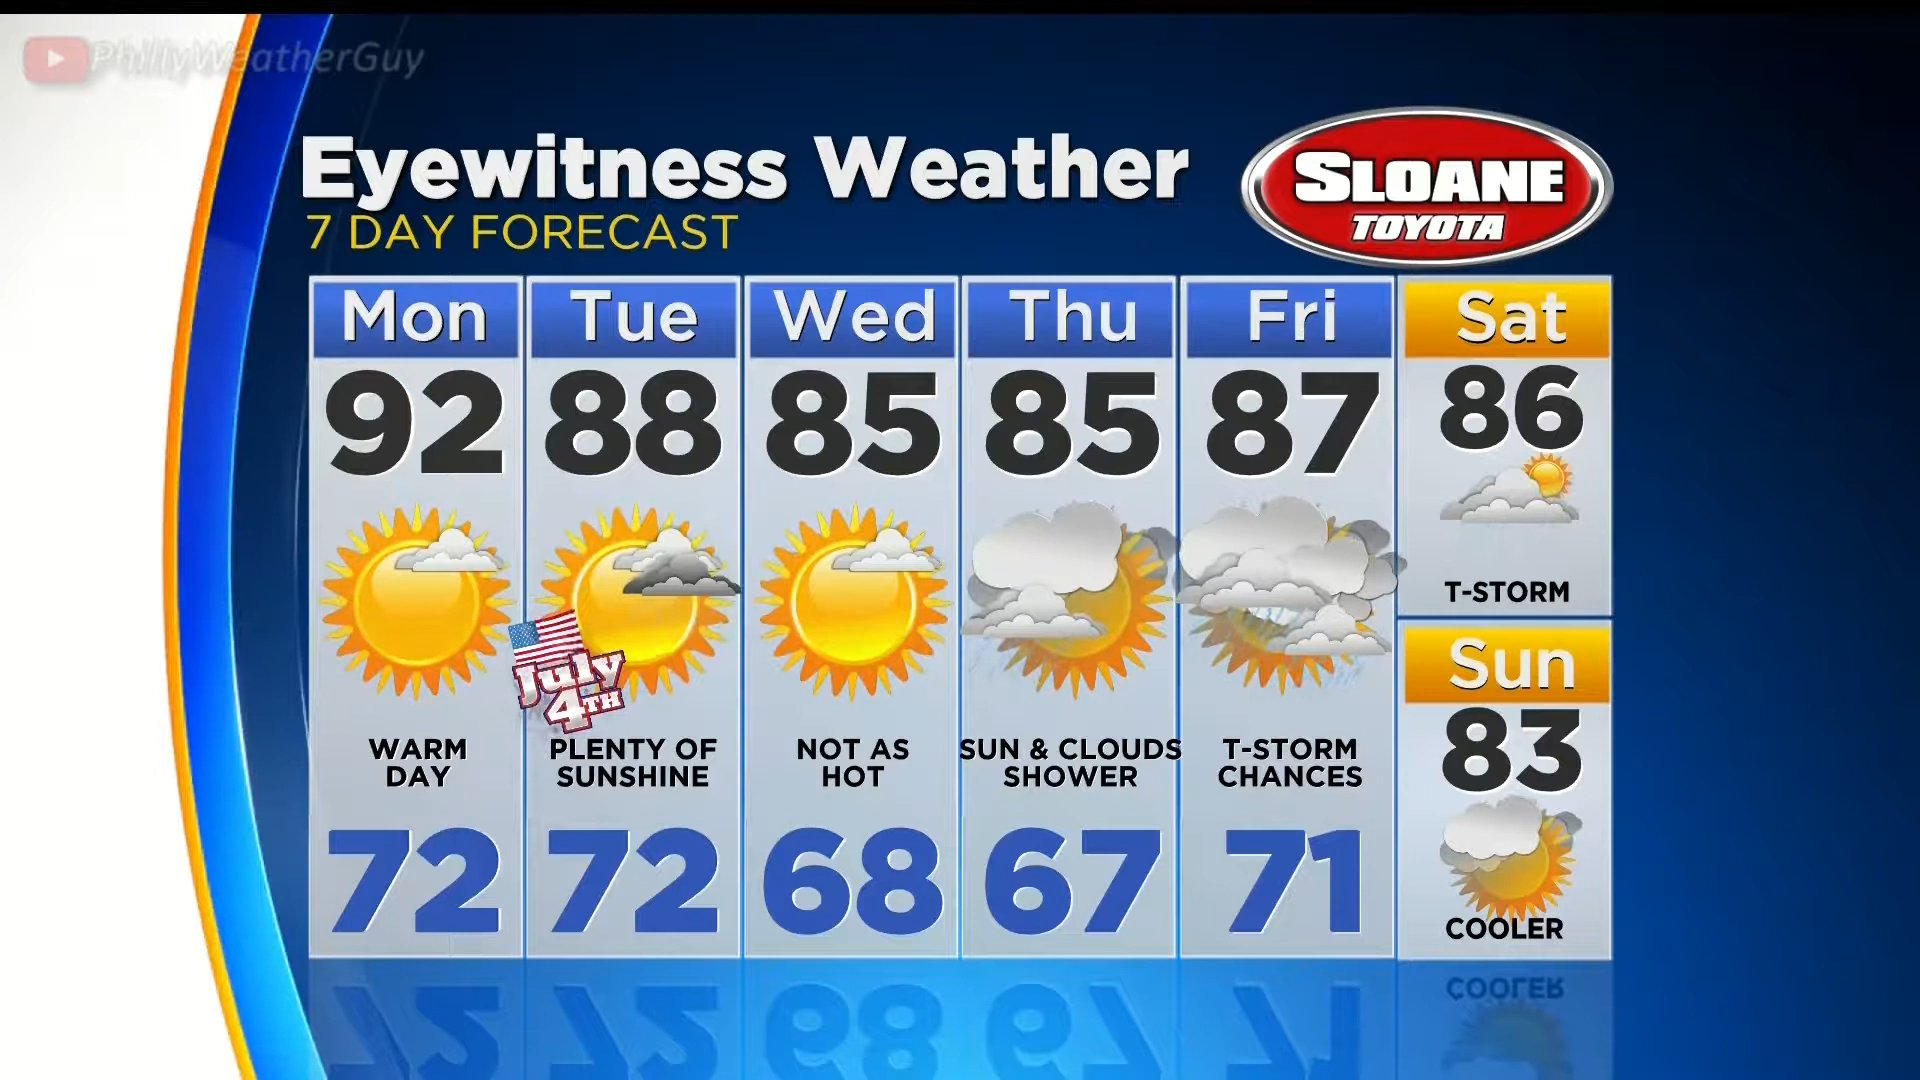 PhillyWeatherGuy
Eyewitness Weather
7 DAY FORECAST
SLOANE
TOYOTA
Mon
92
WARM
DAY
72
Tue
88
July
4TH
PLENTY OF
SUNSHINE
72
Wed
85
NOT AS
HOT
68
Thu
85
SUN & CLOUDS
SHOWER
67
Fri
87
T-STORM
CHANCES
71
Sat
86
T-STORM
Sun
83
COOLER